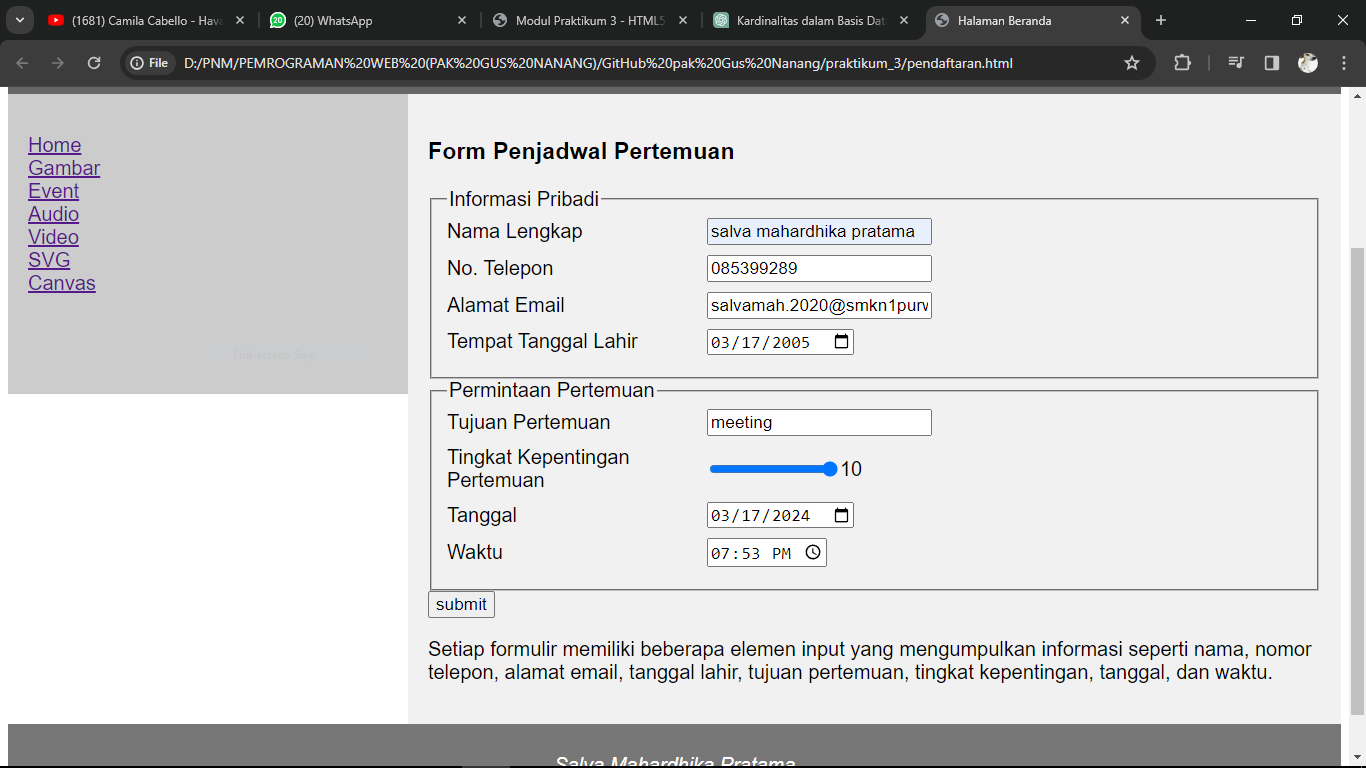 (1681) Camila Cabello - Hava
(20) WhatsApp
Modul Praktikum 3 - HTML5
Kardinalitas dalam Basis Dat
Halaman Beranda
File
D:/PNM/PEMROGRAMAN%20WEB%20(PAK%20GUS%20NANANG)/GitHub%20pak%20Gus%20Nanang/praktikum_3/pendaftaran.html
Home
Gambar
Event
Audio
Video
SVG
Canvas
Full-screen Snip
Form Penjadwal Pertemuan
Informasi Pribadi
Nama Lengkap salva mahardhika pratama
No. Telepon 085399289
Alamat Email salvamah.2020@smkn1purw
Tempat Tanggal Lahir 03/17/2005
Permintaan Pertemuan
Tujuan Pertemuan meeting
Tingkat Kepentingan
Pertemuan 10
Tanggal 03/17/2024
Waktu 07:53 PM
submit
Setiap formulir memiliki beberapa elemen input yang mengumpulkan informasi seperti nama, nomor
telepon, alamat email, tanggal lahir, tujuan pertemuan, tingkat kepentingan, tanggal, dan waktu.
Salva Mahardhika Pratama